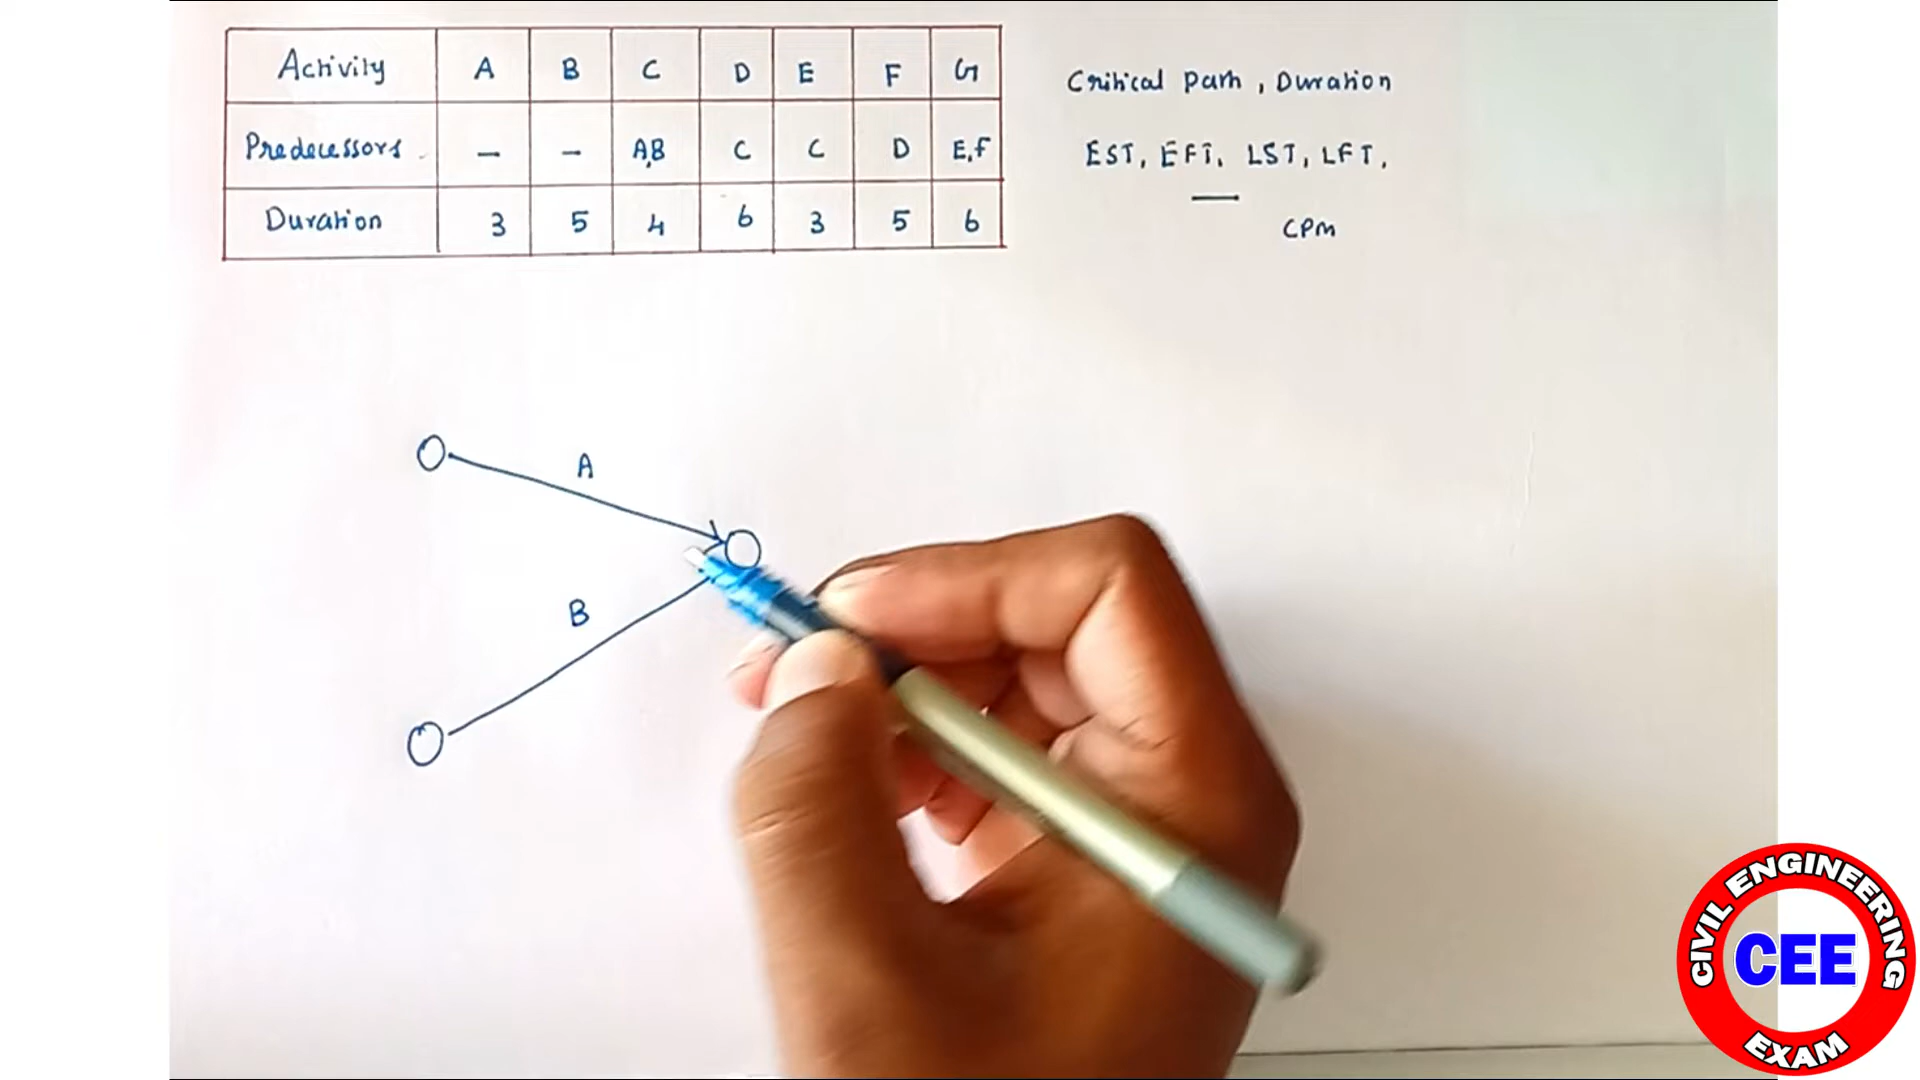 Activity A B C D E F G
Predecessors — — A,B C C D E,F
Duration 3 5 4 6 3 5 6
Critical Path , Duration
EST, EFT, LST, LFT,
CPM
A
B
CIVIL ENGINEERING
CEE
EXAM